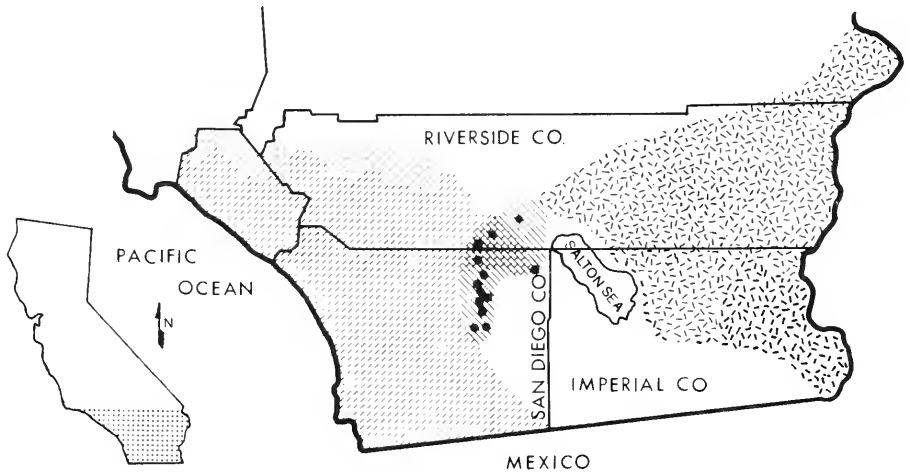 RIVERSIDE CO.
PACIFIC
OCEAN
N
SALTON SEA
SAN DIEGO CO.
IMPERIAL CO
MEXICO